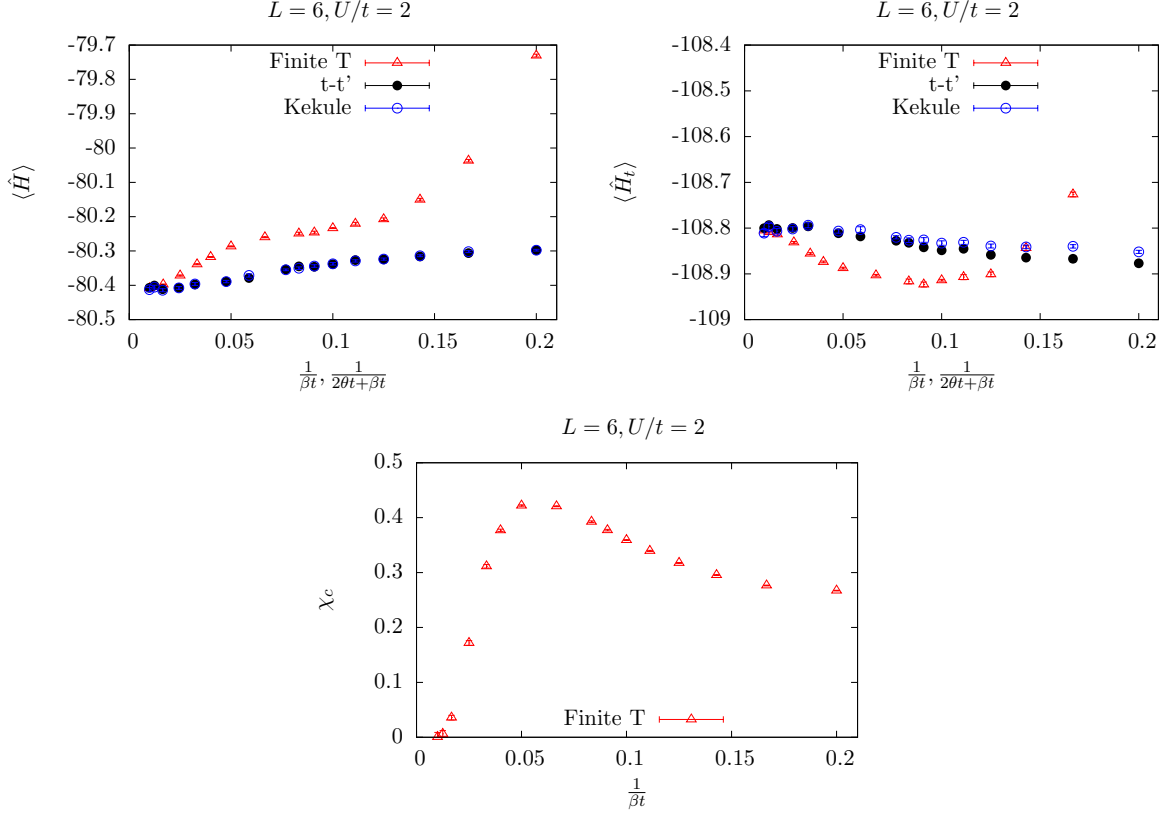 L = 6, U/t = 2
-79.7
-79.8
-79.9
-80
-80.1
-80.2
-80.3
-80.4
-80.5
⟨Ĥ⟩
Finite T
t-t'
Kekule
0 0.05 0.1 0.15 0.2
1/βt, 1/(2θt+βt)
L = 6, U/t = 2
-108.4
-108.5
-108.6
-108.7
-108.8
-108.9
-109
⟨Ĥ_t⟩
Finite T
t-t'
Kekule
0 0.05 0.1 0.15 0.2
1/βt, 1/(2θt+βt)
L = 6, U/t = 2
0.5
0.4
0.3
0.2
0.1
0
χ_c
Finite T
0 0.05 0.1 0.15 0.2
1/βt